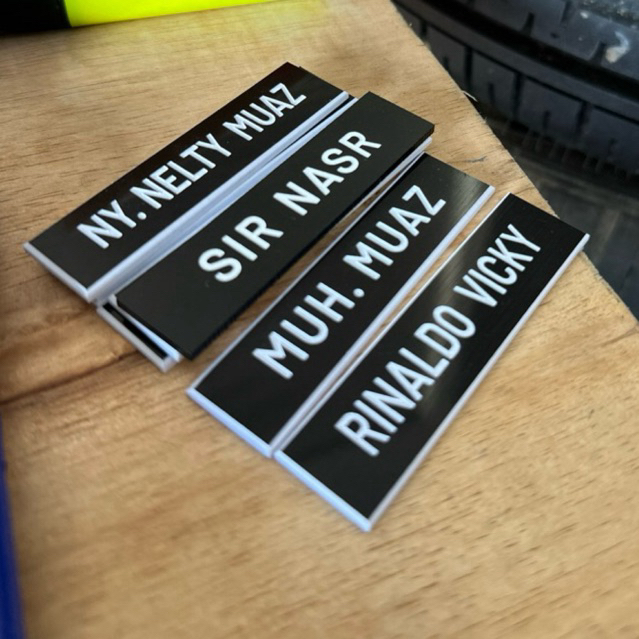 NY. NELTY MUAZ
SIR NASR
MUH. MUAZ
RINALDO VICKY